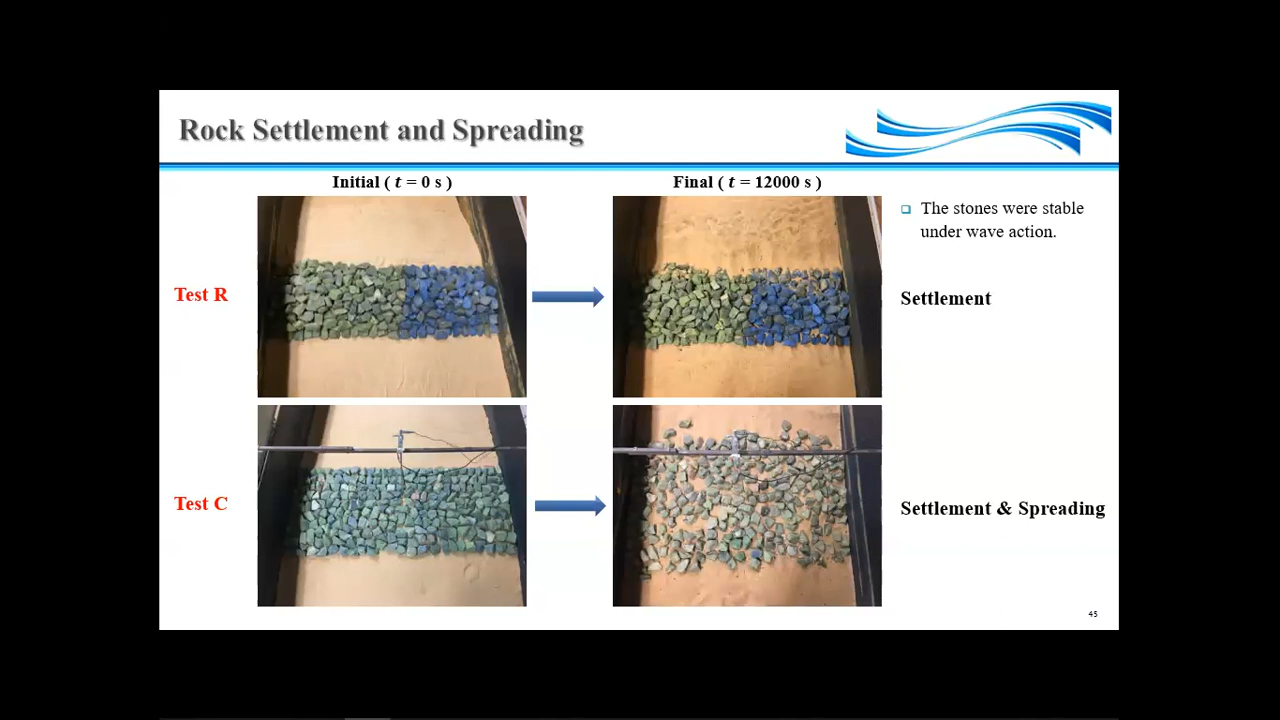 Rock Settlement and Spreading
Initial ( t = 0 s )
Final ( t = 12000 s )
❑ The stones were stable
under wave action.
Test R
Settlement
Test C
Settlement & Spreading
45